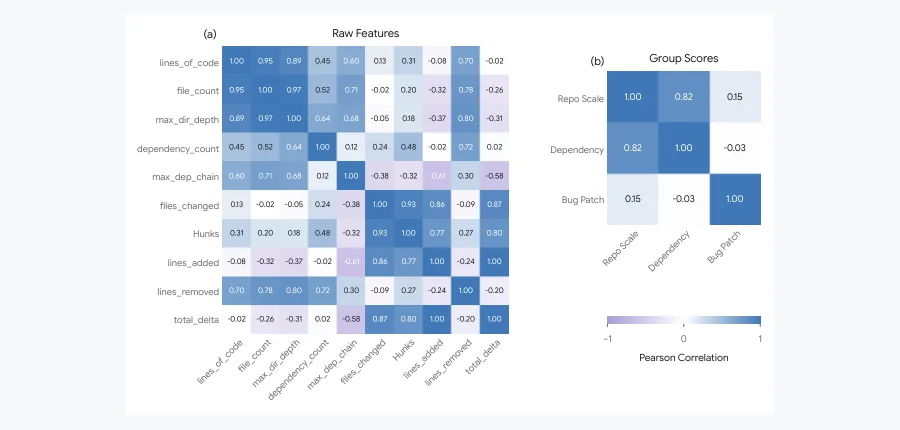 (a) Raw Features
lines_of_code 1.00 0.95 0.89 0.45 0.60 0.13 0.31 -0.08 0.70 -0.02
file_count 0.95 1.00 0.97 0.52 0.71 -0.02 0.20 -0.32 0.78 -0.26
max_dir_depth 0.89 0.97 1.00 0.64 0.68 -0.05 0.18 -0.37 0.80 -0.31
dependency_count 0.45 0.52 0.64 1.00 0.12 0.24 0.48 -0.02 0.72 0.02
max_dep_chain 0.60 0.71 0.68 0.12 1.00 -0.38 -0.32 -0.61 0.30 -0.58
files_changed 0.13 -0.02 -0.05 0.24 -0.38 1.00 0.93 0.86 -0.09 0.87
Hunks 0.31 0.20 0.18 0.48 -0.32 0.93 1.00 0.77 0.27 0.80
lines_added -0.08 -0.32 -0.37 -0.02 -0.61 0.86 0.77 1.00 -0.24 1.00
lines_removed 0.70 0.78 0.80 0.72 0.30 -0.09 0.27 -0.24 1.00 -0.20
total_delta -0.02 -0.26 -0.31 0.02 -0.58 0.87 0.80 1.00 -0.20 1.00
lines_of_code file_count max_dir_depth dependency_count max_dep_chain files_changed Hunks lines_added lines_removed total_delta
(b) Group Scores
Repo Scale 1.00 0.82 0.15
Dependency 0.82 1.00 -0.03
Bug Patch 0.15 -0.03 1.00
Repo Scale Dependency Bug Patch
−1 0 1
Pearson Correlation